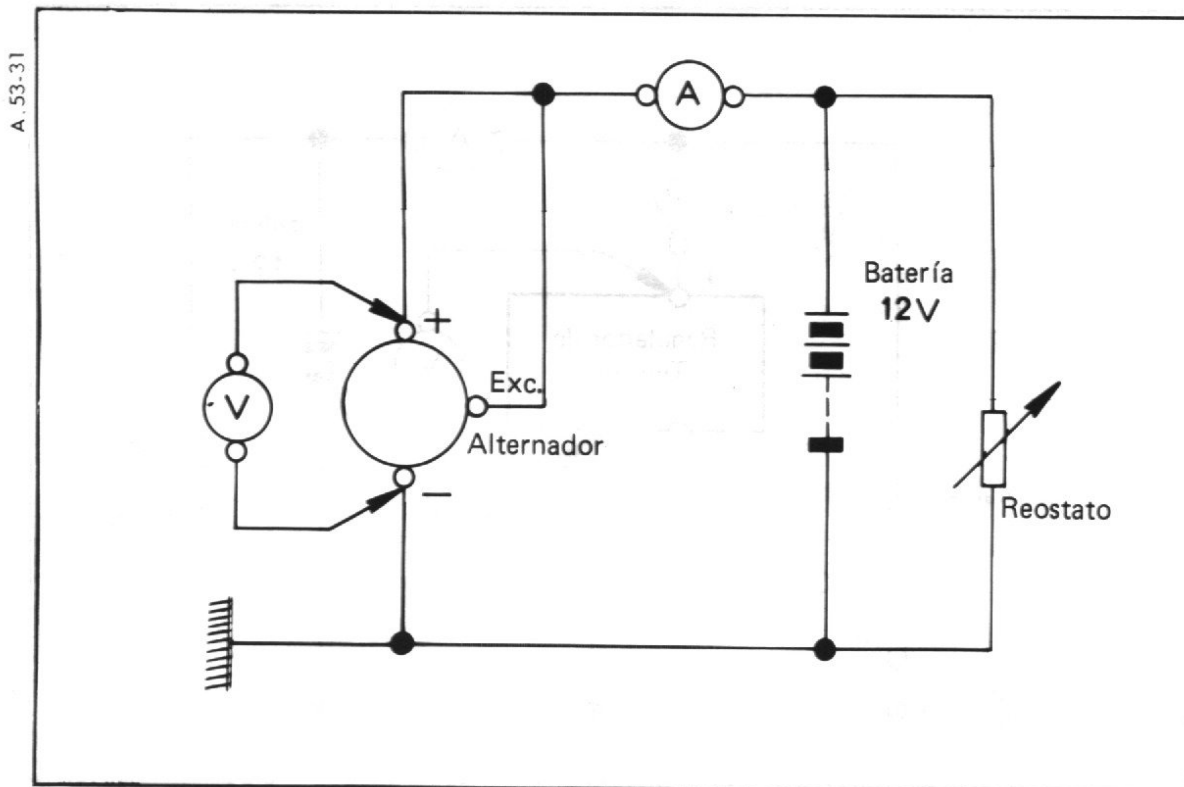 A.53-31
A
Batería
12V
+
Exc.
V
Alternador
−
Reostato